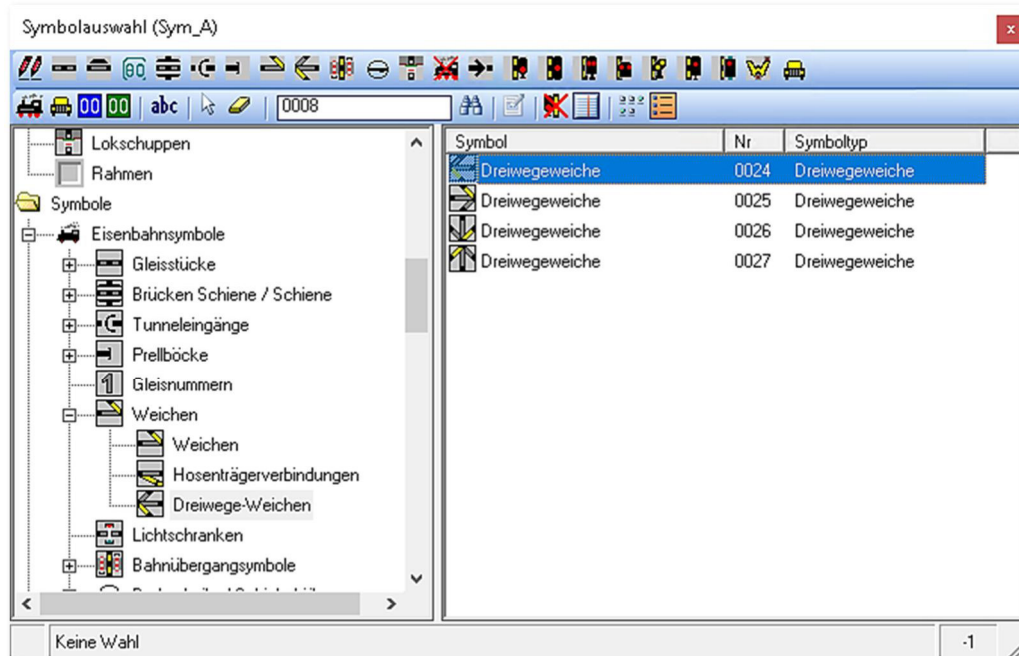 Symbolauswahl (Sym_A)
abc
0008
Lokschuppen
Rahmen
Symbole
Eisenbahnsymbole
Gleisstücke
Brücken Schiene / Schiene
Tunneleingänge
Prellböcke
Gleisnummern
Weichen
Weichen
Hosenträgerverbindungen
Dreiwege-Weichen
Lichtschranken
Bahnübergangsymbole
Symbol Nr Symboltyp
Dreiwegeweiche 0024 Dreiwegeweiche
Dreiwegeweiche 0025 Dreiwegeweiche
Dreiwegeweiche 0026 Dreiwegeweiche
Dreiwegeweiche 0027 Dreiwegeweiche
Keine Wahl -1